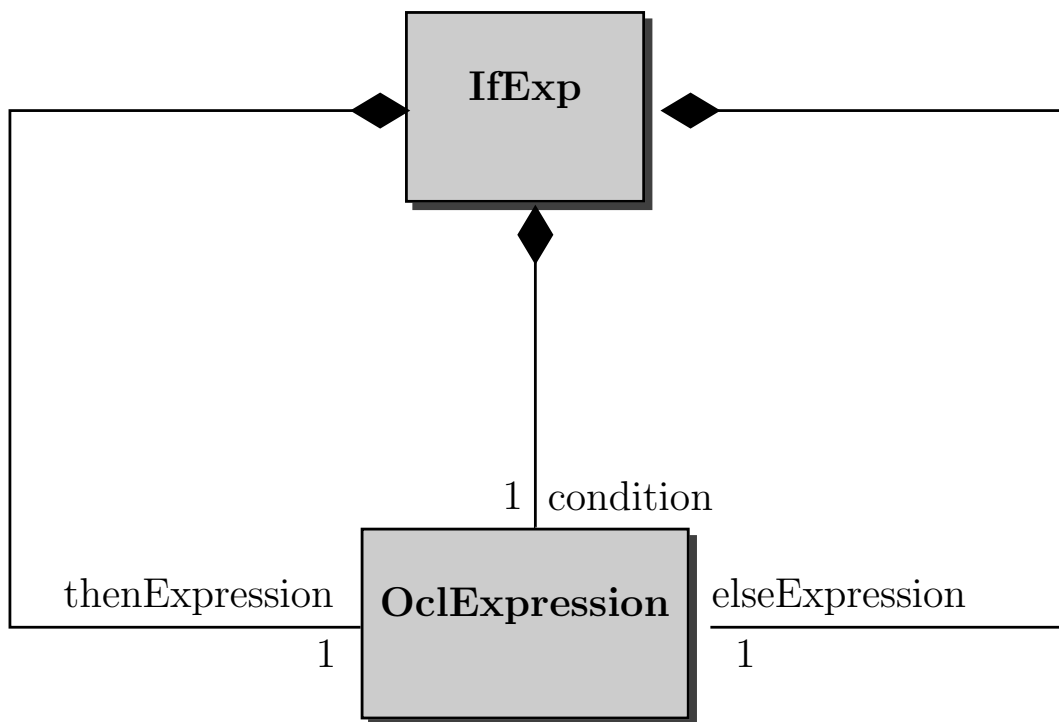 IfExp
1 condition
thenExpression
OclExpression
elseExpression
1
1